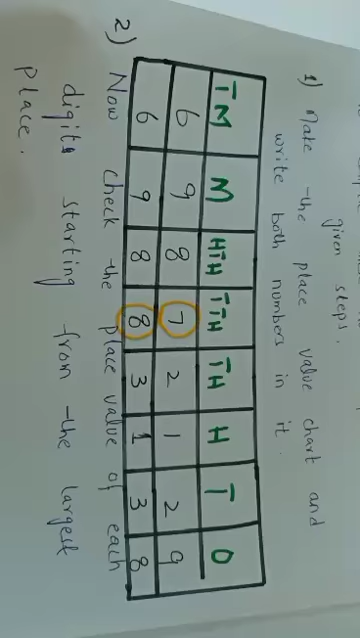 given steps.
1) Make the place value chart and
write both numbers in it.
TM M HTH TTH TH H T O
6 9 8 7 2 1 2 9
6 9 8 8 3 1 3 8
2) Now check the place value of each
digits starting from the largest
place.